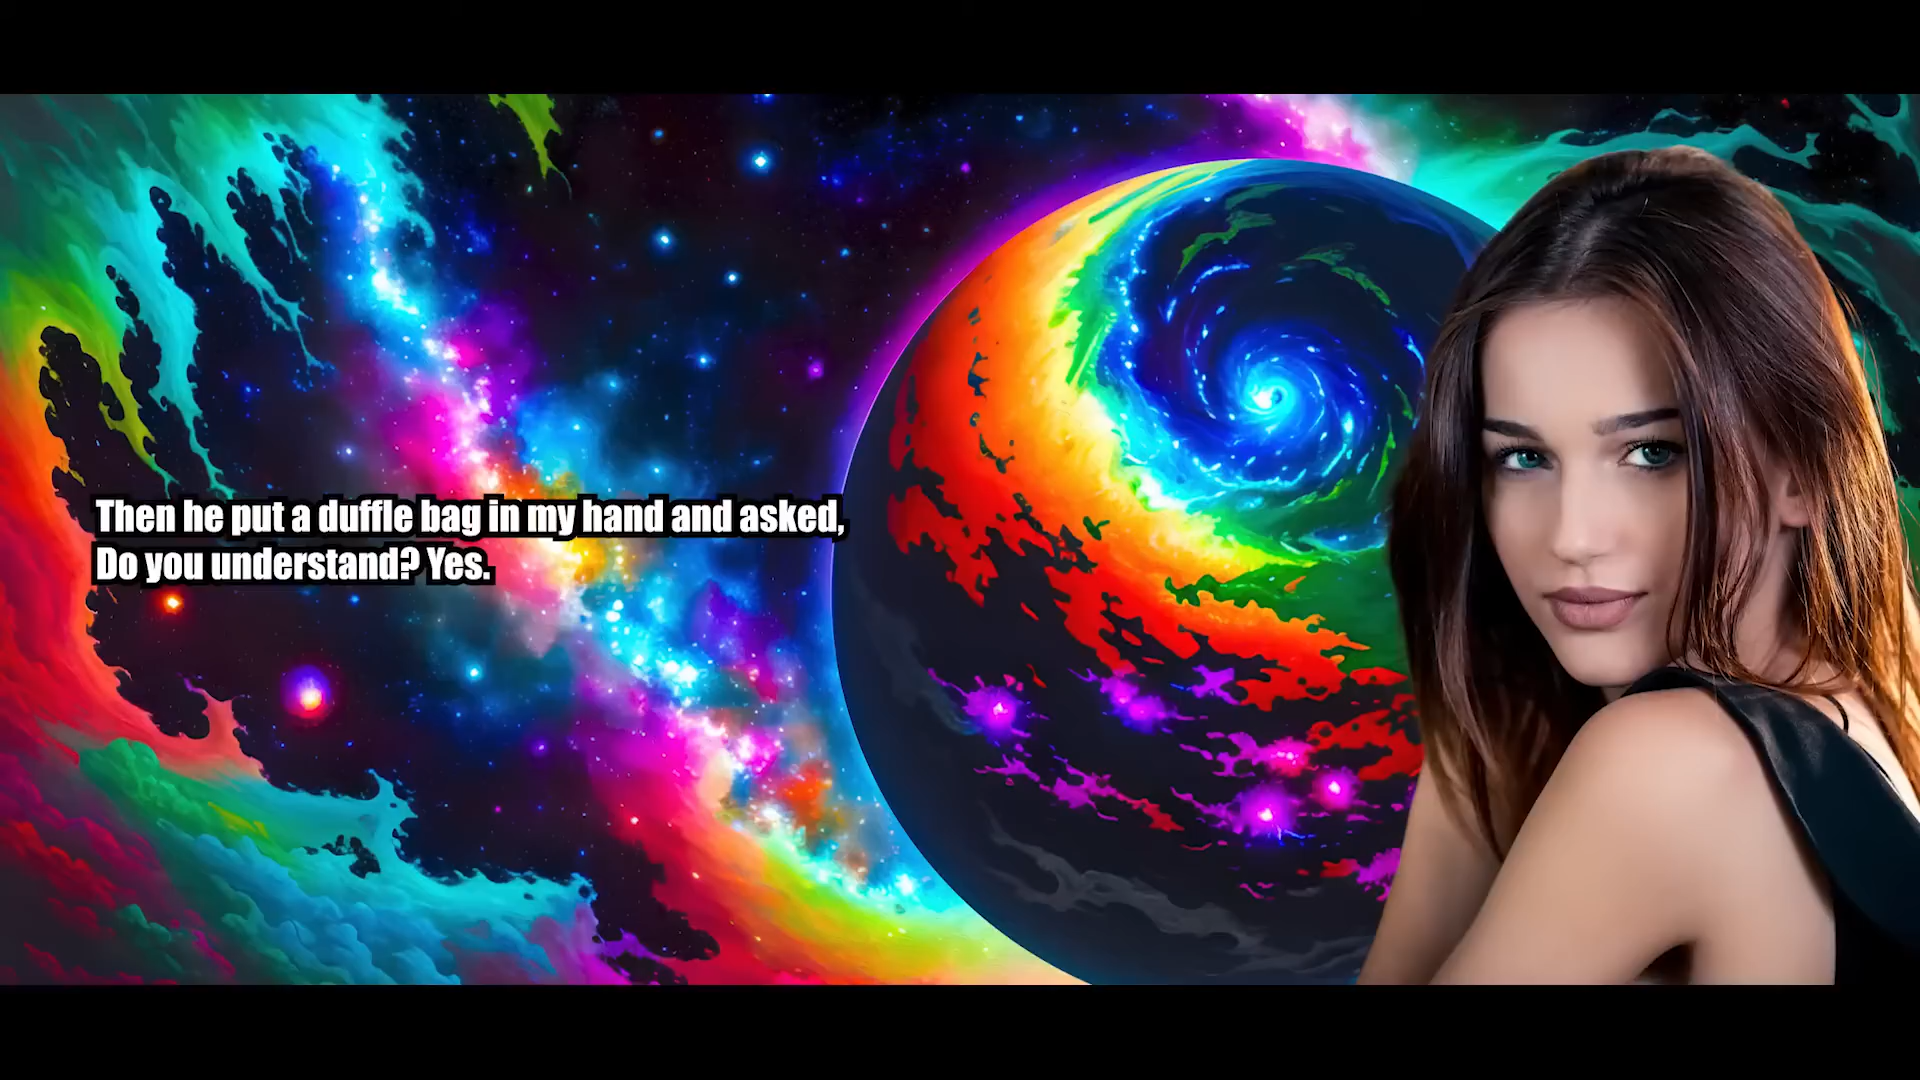 Then he put a duffle bag in my hand and asked,
Do you understand? Yes.